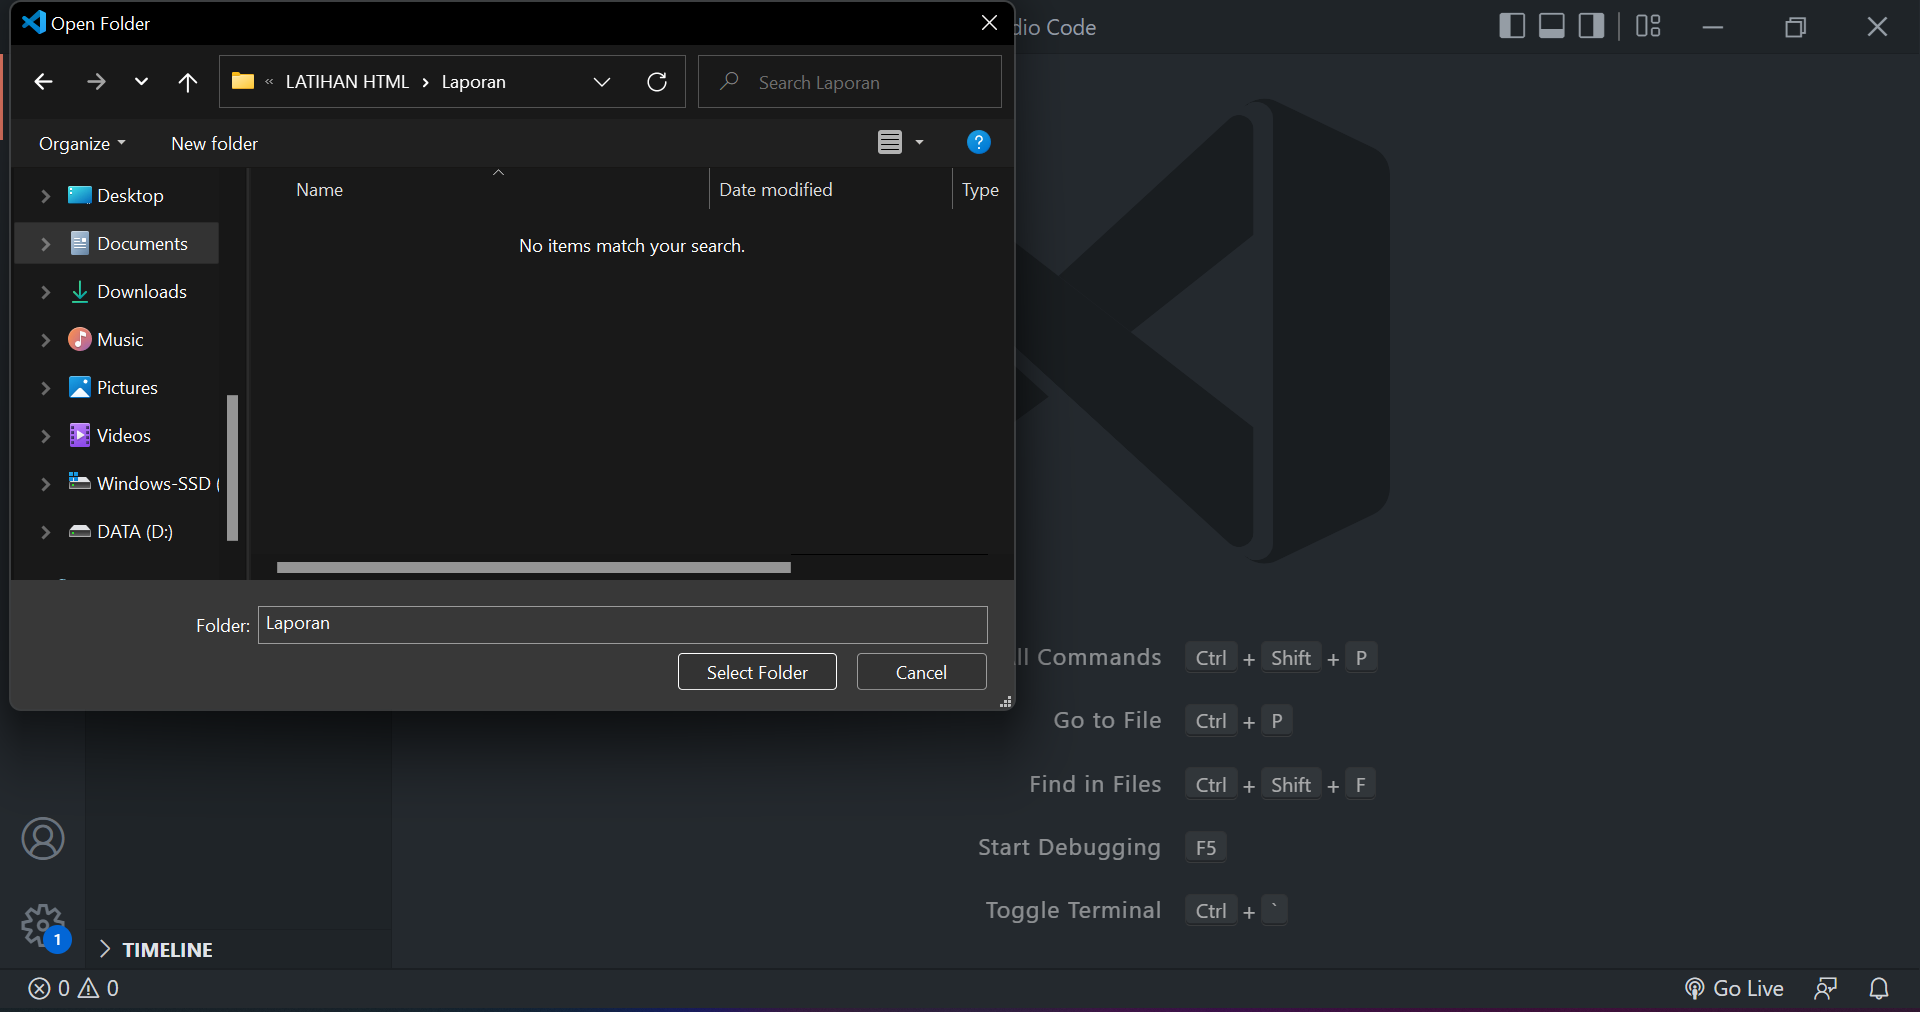 Open Folder
dio Code
« LATIHAN HTML › Laporan
Search Laporan
Organize
New folder
?
Name
Date modified
Type
No items match your search.
Desktop
Documents
Downloads
Music
Pictures
Videos
Windows-SSD (
DATA (D:)
Folder: Laporan
Select Folder
Cancel
ll Commands Ctrl + Shift + P
Go to File Ctrl + P
Find in Files Ctrl + Shift + F
Start Debugging F5
Toggle Terminal Ctrl + `
1
TIMELINE
0 0
Go Live